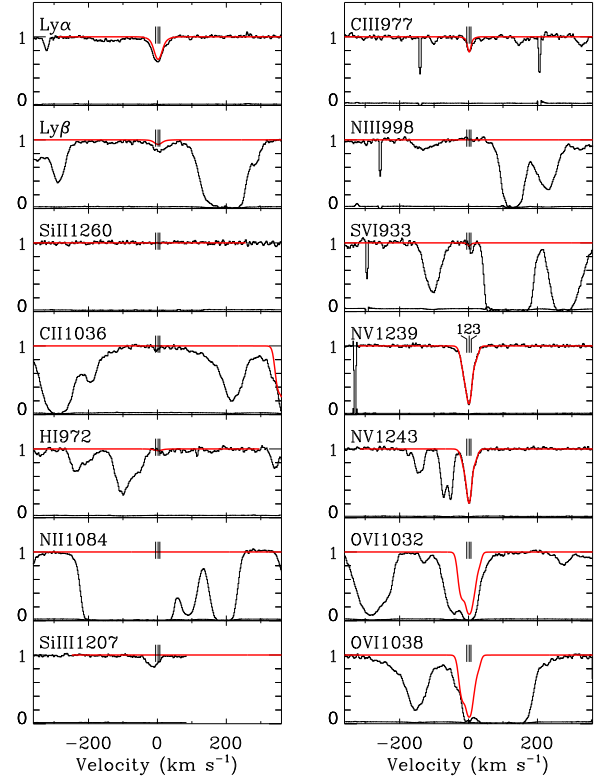 Lyα
1
0
Lyβ
1
0
SiII1260
1
0
CII1036
1
0
HI972
1
0
NII1084
1
0
SiIII1207
1
0
-200 0 200
Velocity (km s⁻¹)
CIII977
1
0
NIII998
1
0
SVI933
1
0
NV1239
123
1
0
NV1243
1
0
OVI1032
1
0
OVI1038
1
0
-200 0 200
Velocity (km s⁻¹)